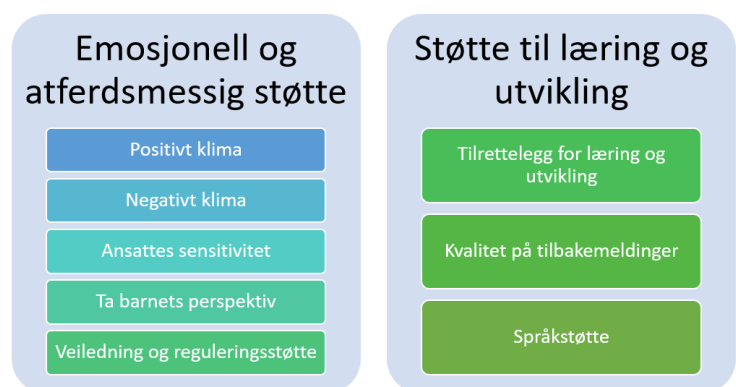 Emosjonell og
atferdsmessig støtte
Positivt klima
Negativt klima
Ansattes sensitivitet
Ta barnets perspektiv
Veiledning og reguleringsstøtte
Støtte til læring og
utvikling
Tilrettelegg for læring og
utvikling
Kvalitet på tilbakemeldinger
Språkstøtte